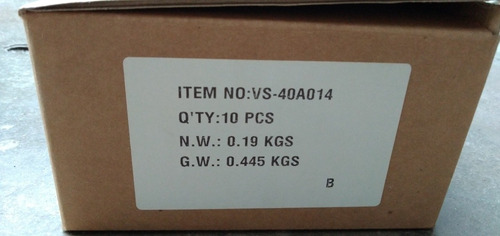 ITEM NO:VS-40A014
Q'TY:10 PCS
N.W.: 0.19 KGS
G.W.: 0.445 KGS
B